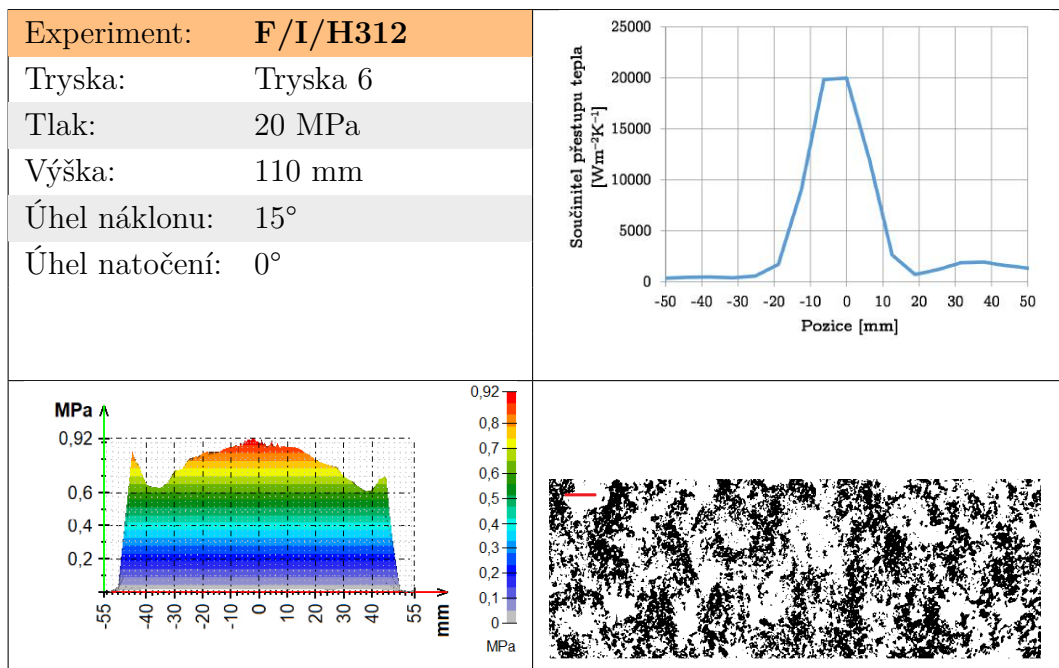 Experiment: F/I/H312
Tryska: Tryska 6
Tlak: 20 MPa
Výška: 110 mm
Úhel náklonu: 15°
Úhel natočení: 0°
Součinitel přestupu tepla
[Wm⁻²K⁻¹]
25000
20000
15000
10000
5000
0
-50 -40 -30 -20 -10 0 10 20 30 40 50
Pozice [mm]
MPa
0,92
0,6
0,4
0,2
-55 -40 -30 -20 -10 0 10 20 30 40 55 mm
0,92
0,8
0,7
0,6
0,5
0,4
0,3
0,2
0,1
0
MPa